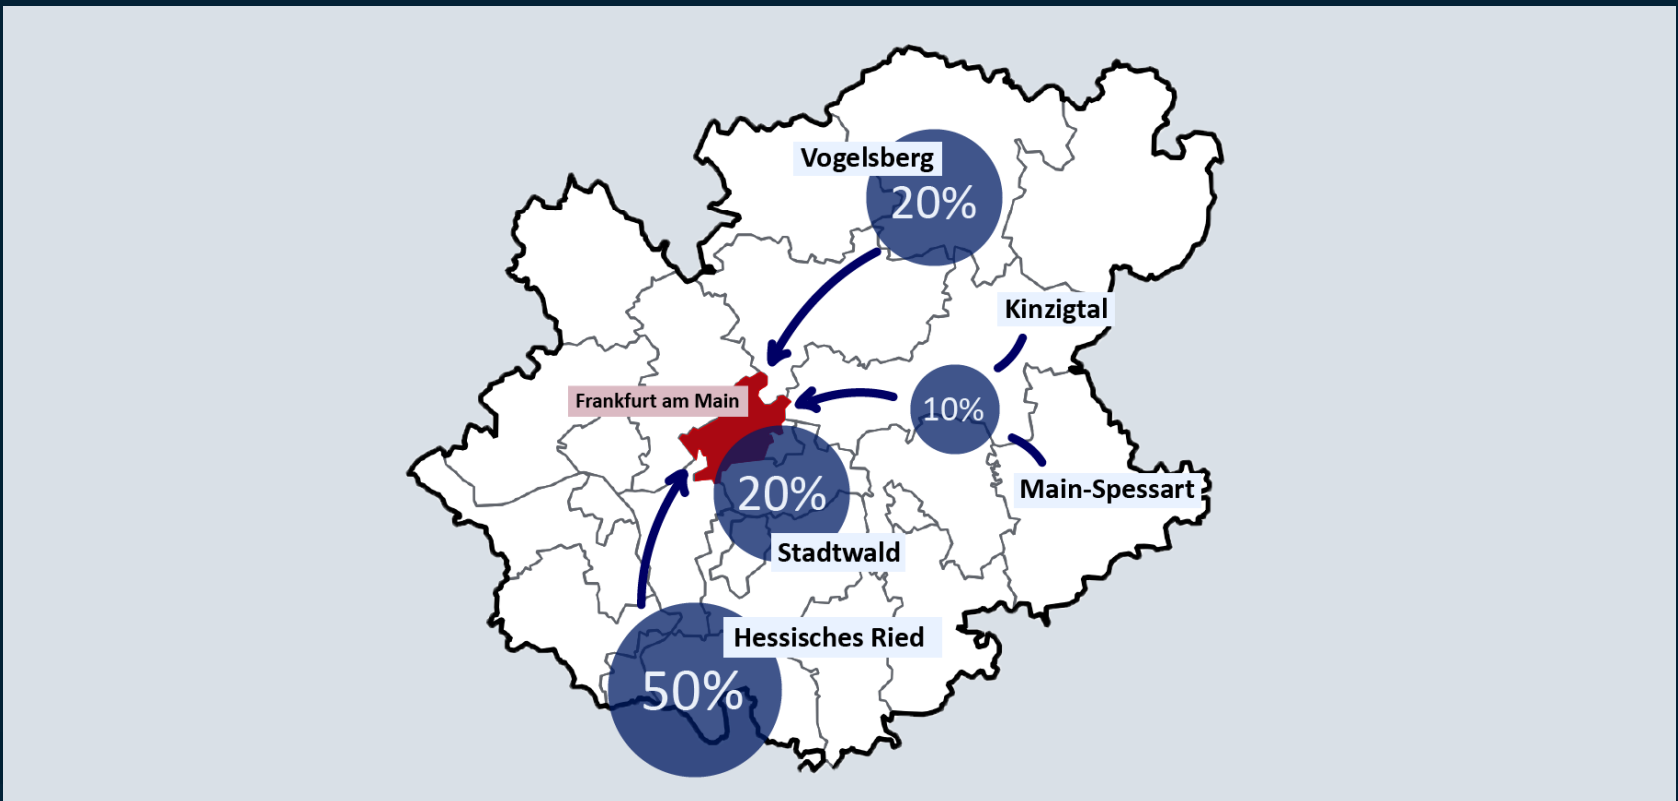 Vogelsberg
20%
Kinzigtal
Frankfurt am Main
10%
20%
Main-Spessart
Stadtwald
Hessisches Ried
50%